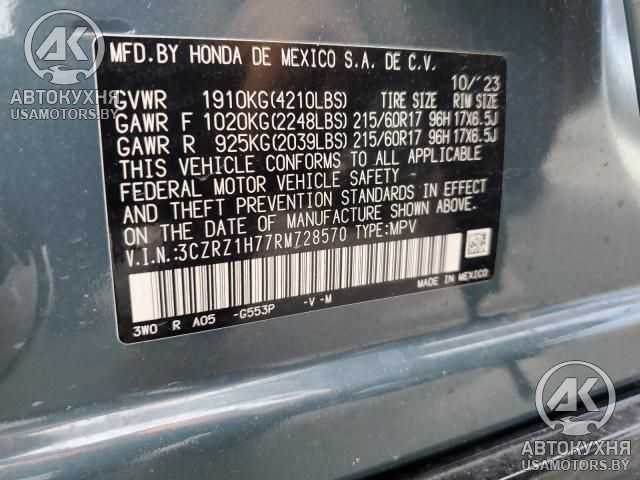 MFD.BY HONDA DE MEXICO S.A. DE C.V.
10/'23
GVWR 1910KG(4210LBS) TIRE SIZE RIM SIZE
GAWR F 1020KG(2248LBS) 215/60R17 96H 17X6.5J
GAWR R 925KG(2039LBS) 215/60R17 96H 17X6.5J
THIS VEHICLE CONFORMS TO ALL APPLICABLE
FEDERAL MOTOR VEHICLE SAFETY
AND THEFT PREVENTION STANDARDS IN EFFECT
ON THE DATE OF MANUFACTURE SHOWN ABOVE.
V.I.N.:3CZRZ1H77RM728570 TYPE:MPV
MADE IN MEXICO
3WO R A05 -G553P -V-M
AK
АВТОКУХНЯ
USAMOTORS.BY
AK
АВТОКУХНЯ
USAMOTORS.BY